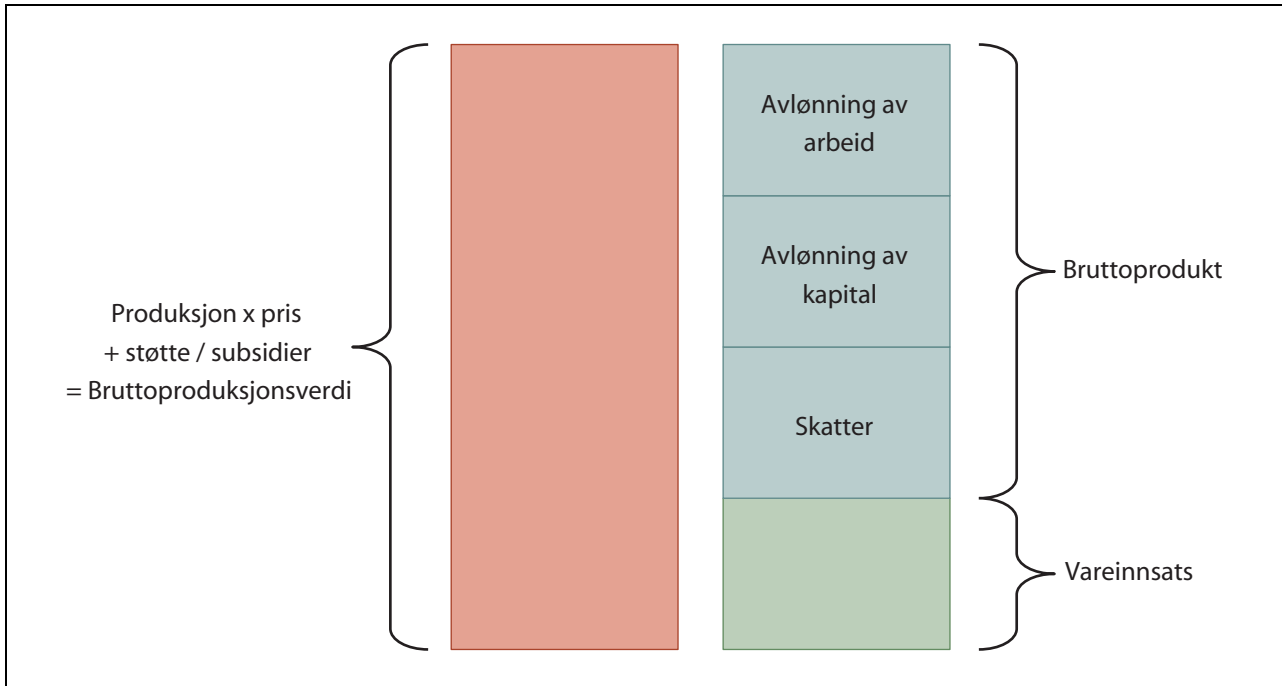 Produksjon x pris
+ støtte / subsidier
= Bruttoproduksjonsverdi
Avlønning av
arbeid
Avlønning av
kapital
Skatter
Bruttoprodukt
Vareinnsats